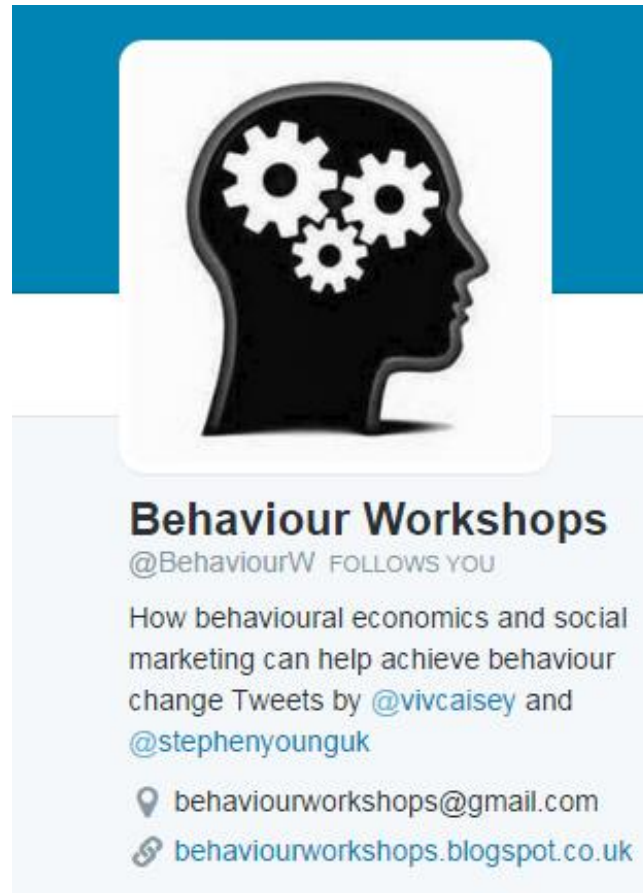 Behaviour Workshops
@BehaviourW FOLLOWS YOU
How behavioural economics and social
marketing can help achieve behaviour
change Tweets by @vivcaisey and
@stephenyounguk
behaviourworkshops@gmail.com
behaviourworkshops.blogspot.co.uk